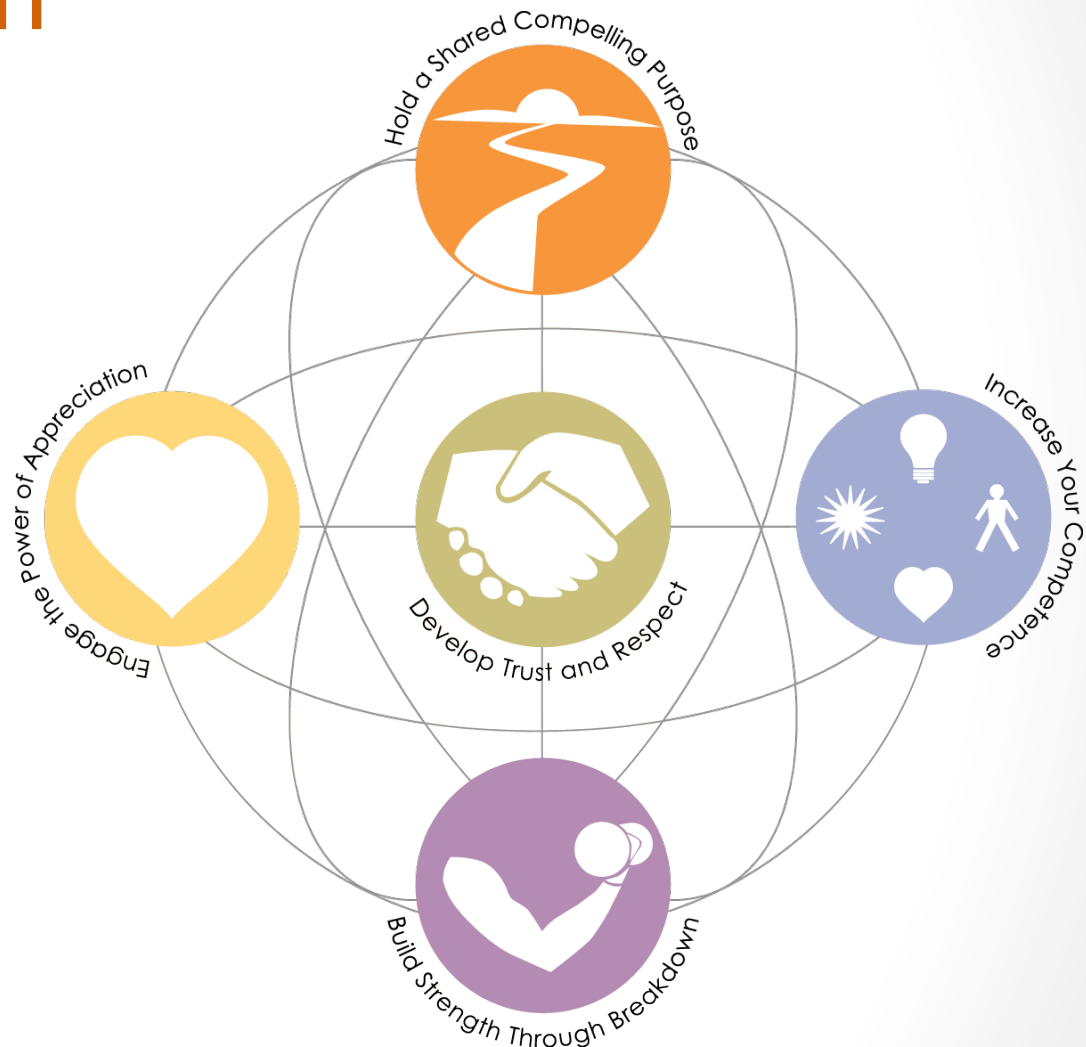 Hold a Shared Compelling Purpose
Engage the Power of Appreciation
Increase Your Competence
Develop Trust and Respect
Build Strength Through Breakdown